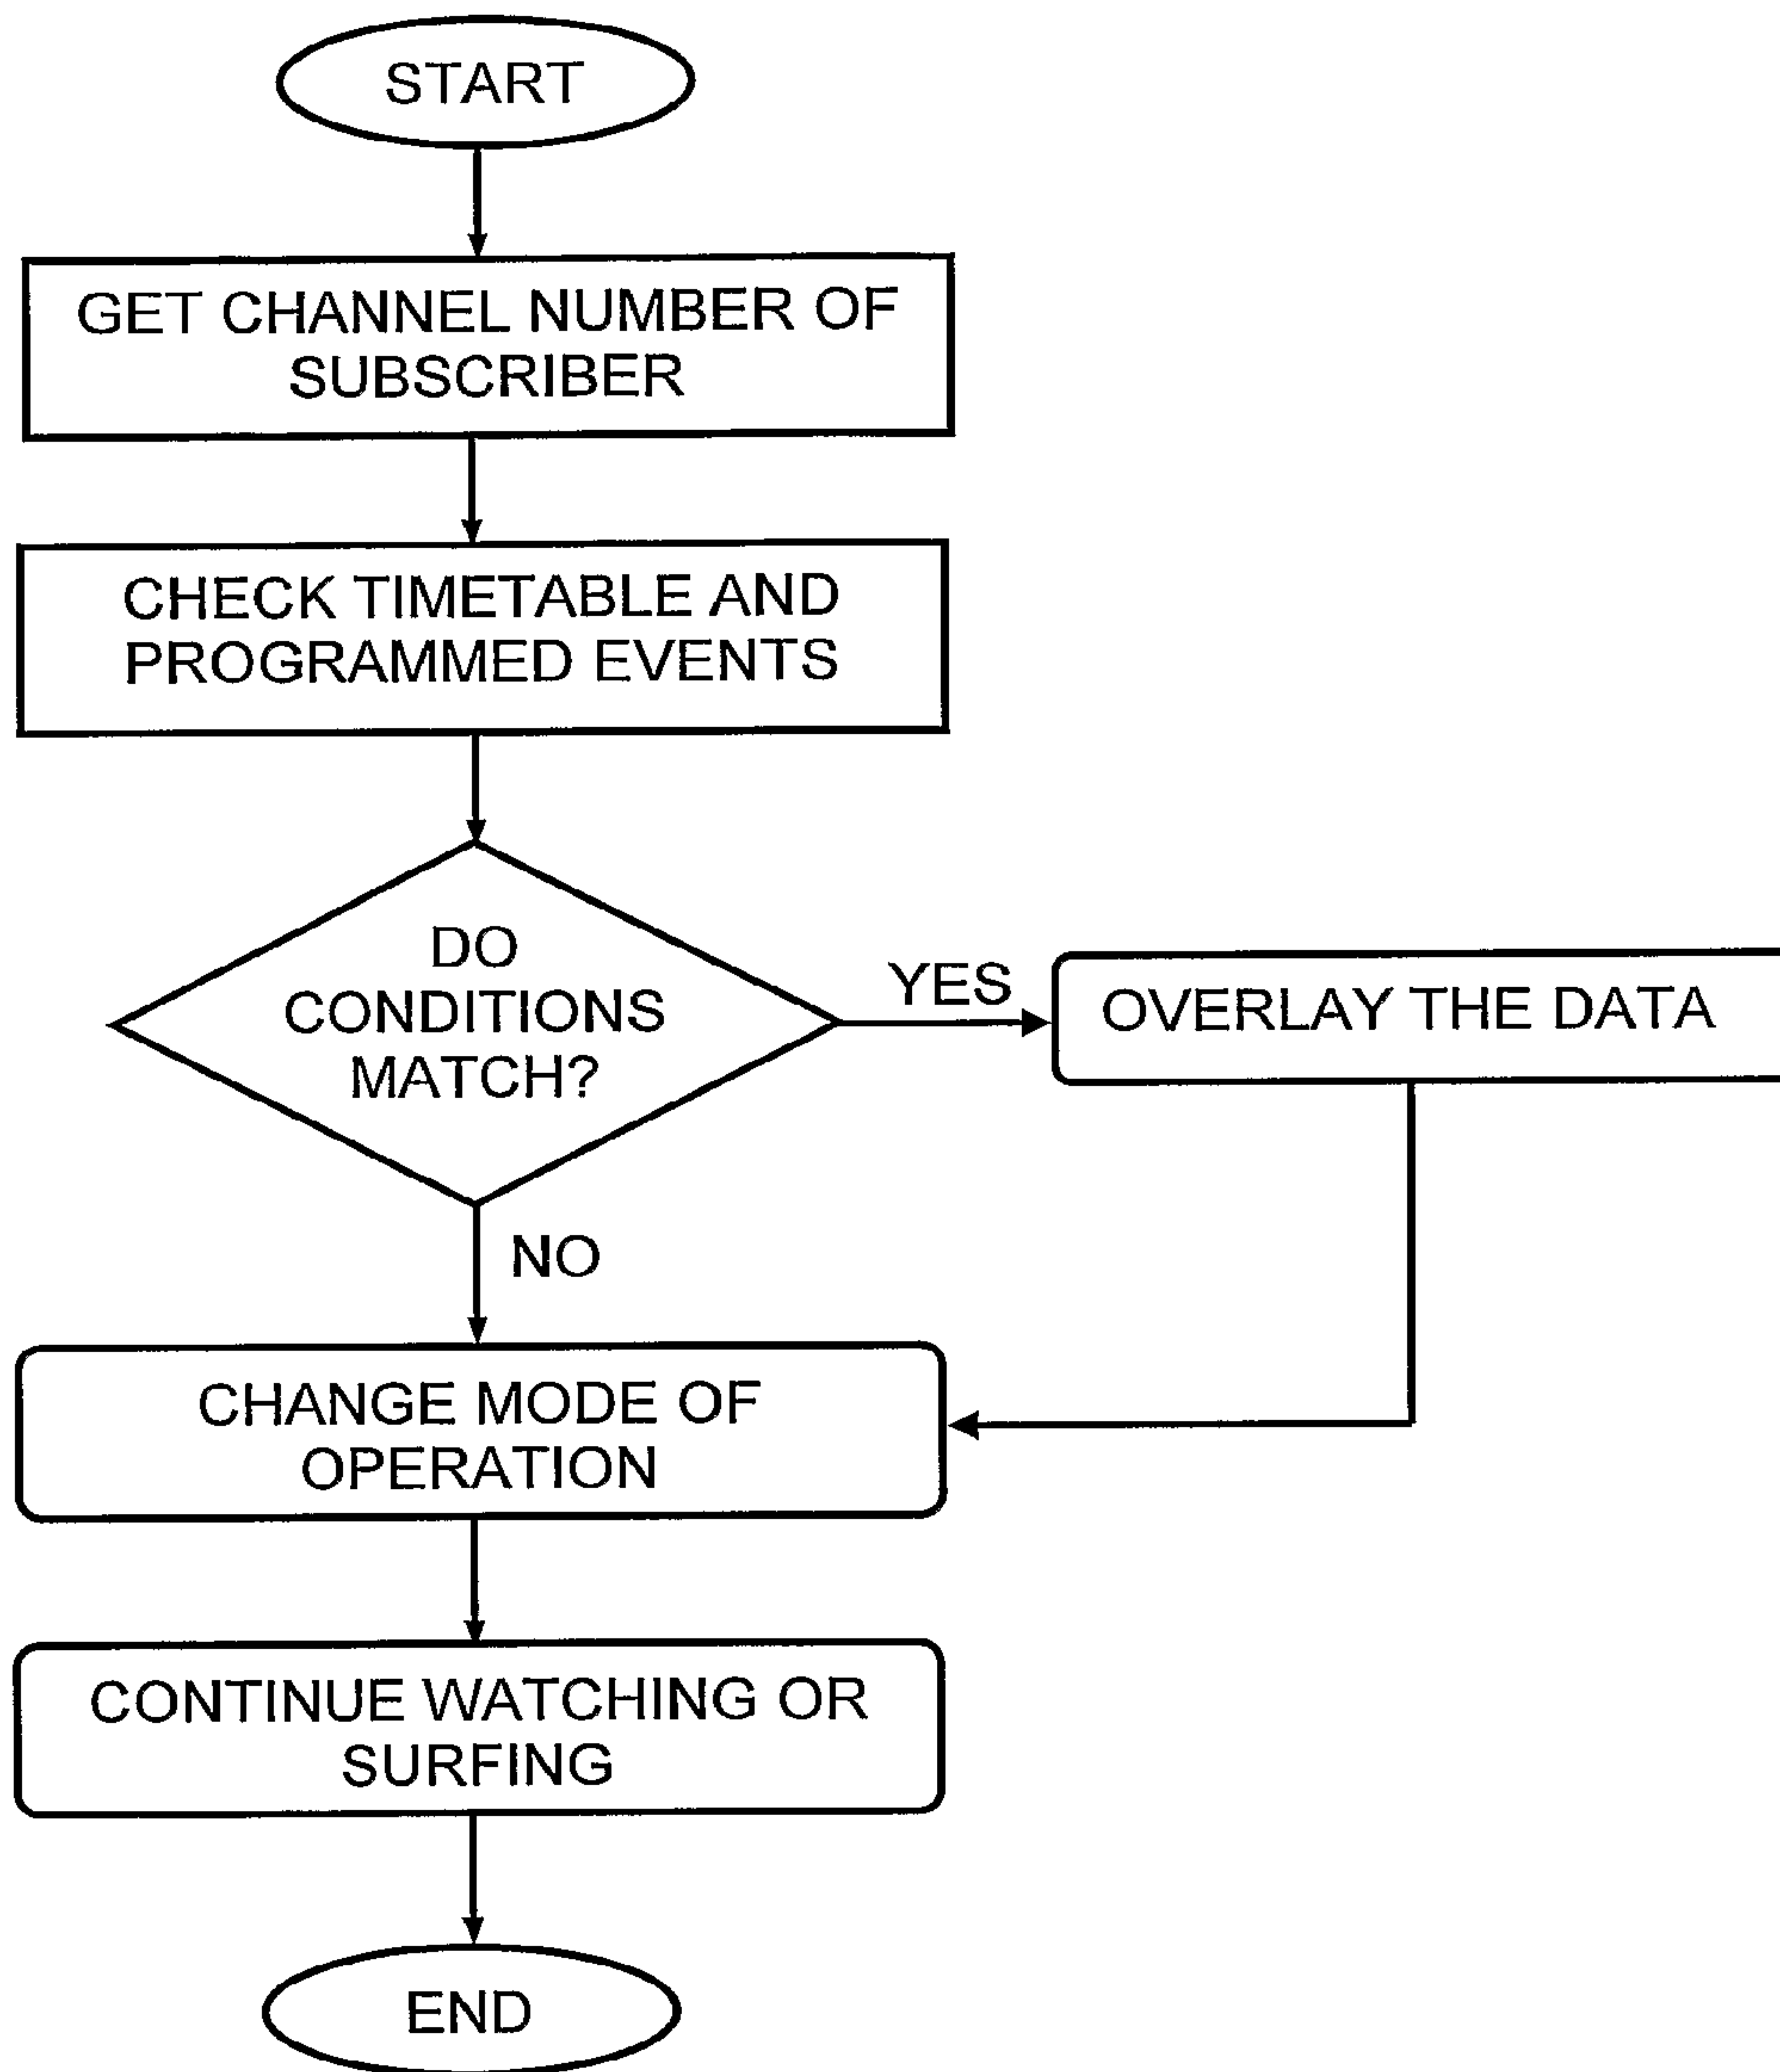 START
GET CHANNEL NUMBER OF
SUBSCRIBER
CHECK TIMETABLE AND
PROGRAMMED EVENTS
DO
CONDITIONS
MATCH?
YES
OVERLAY THE DATA
NO
CHANGE MODE OF
OPERATION
CONTINUE WATCHING OR
SURFING
END